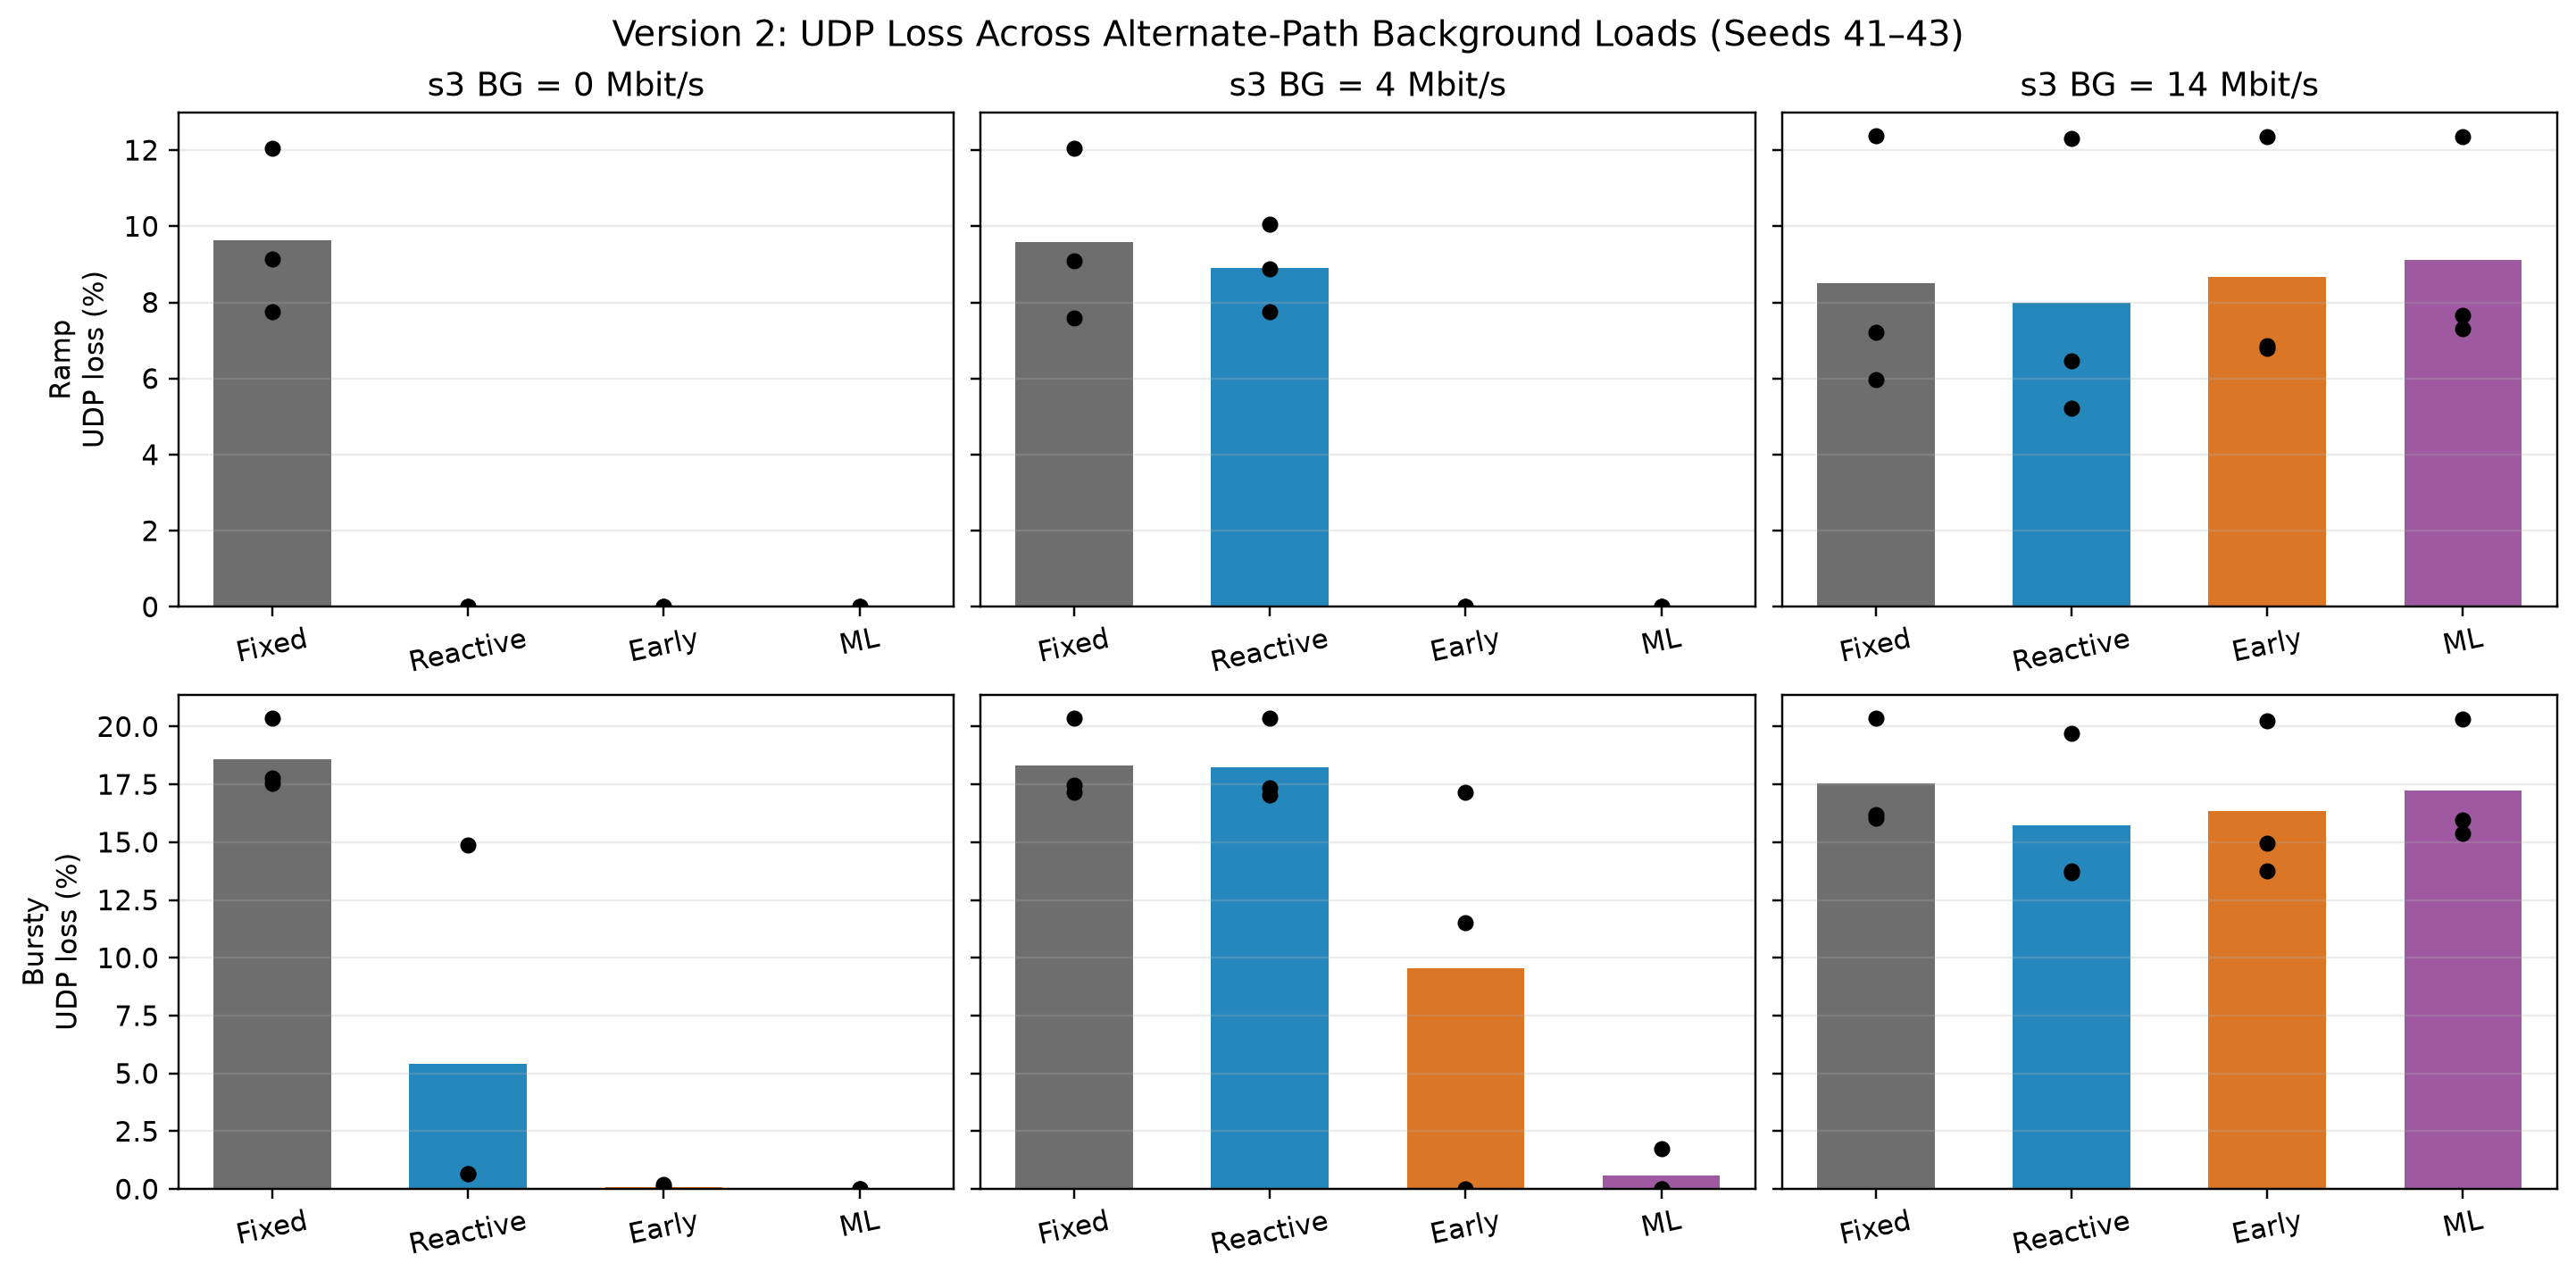 Version 2: UDP Loss Across Alternate-Path Background Loads (Seeds 41–43)
s3 BG = 0 Mbit/s
s3 BG = 4 Mbit/s
s3 BG = 14 Mbit/s
Ramp
UDP loss (%)
12
10
8
6
4
2
0
Fixed
Reactive
Early
ML
Fixed
Reactive
Early
ML
Fixed
Reactive
Early
ML
Bursty
UDP loss (%)
20.0
17.5
15.0
12.5
10.0
7.5
5.0
2.5
0.0
Fixed
Reactive
Early
ML
Fixed
Reactive
Early
ML
Fixed
Reactive
Early
ML